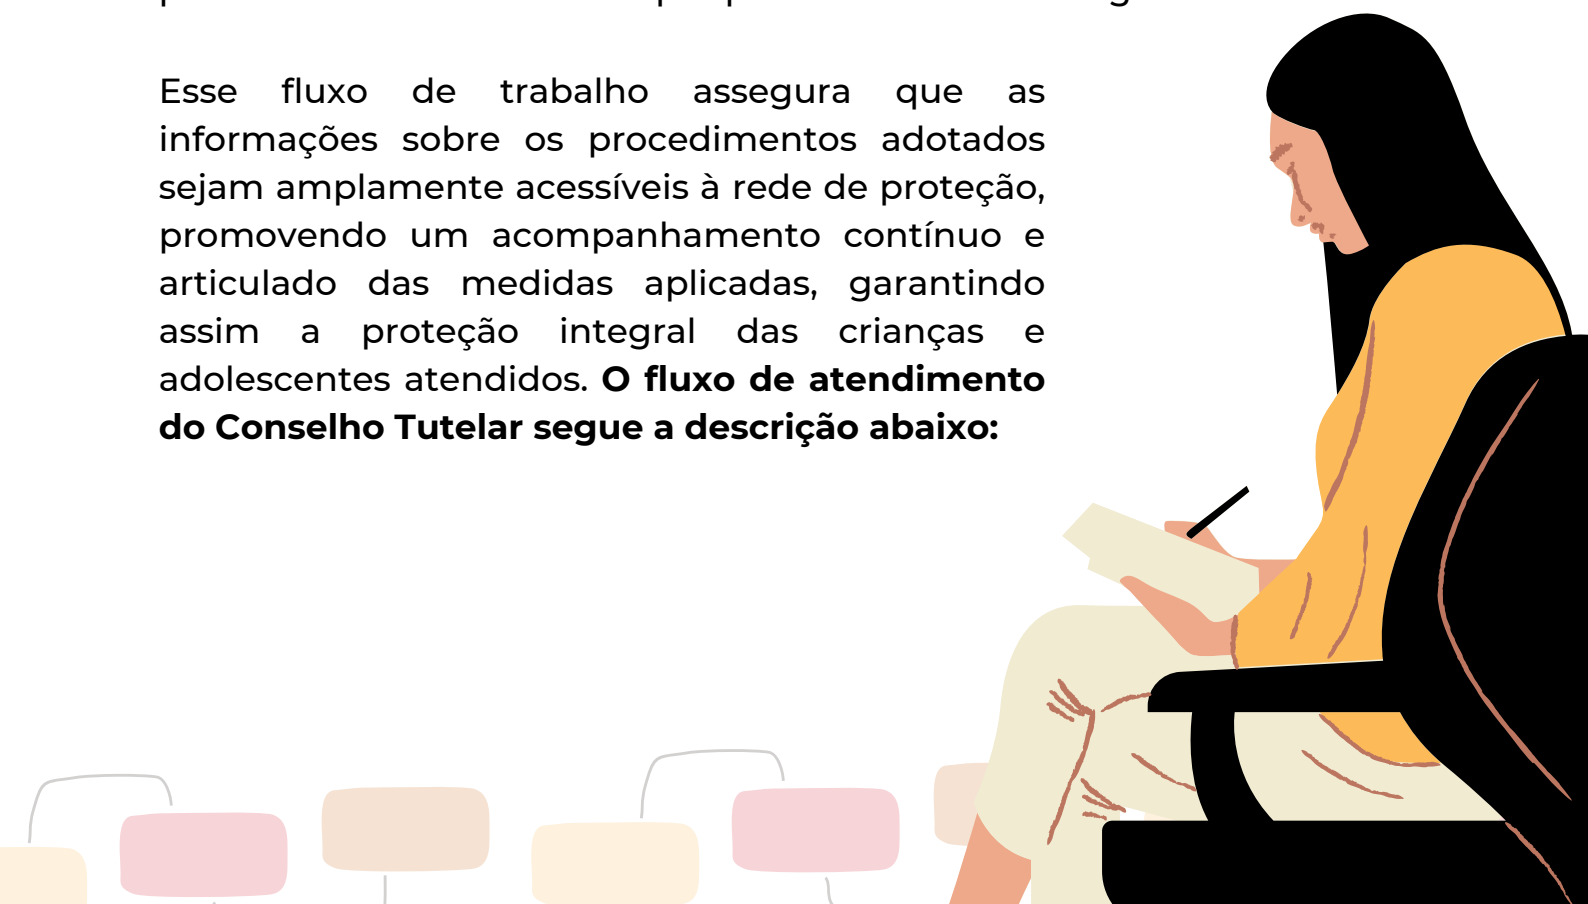 Esse fluxo de trabalho assegura que as
informações sobre os procedimentos adotados
sejam amplamente acessíveis à rede de proteção,
promovendo um acompanhamento contínuo e
articulado das medidas aplicadas, garantindo
assim a proteção integral das crianças e
adolescentes atendidos. O fluxo de atendimento
do Conselho Tutelar segue a descrição abaixo: